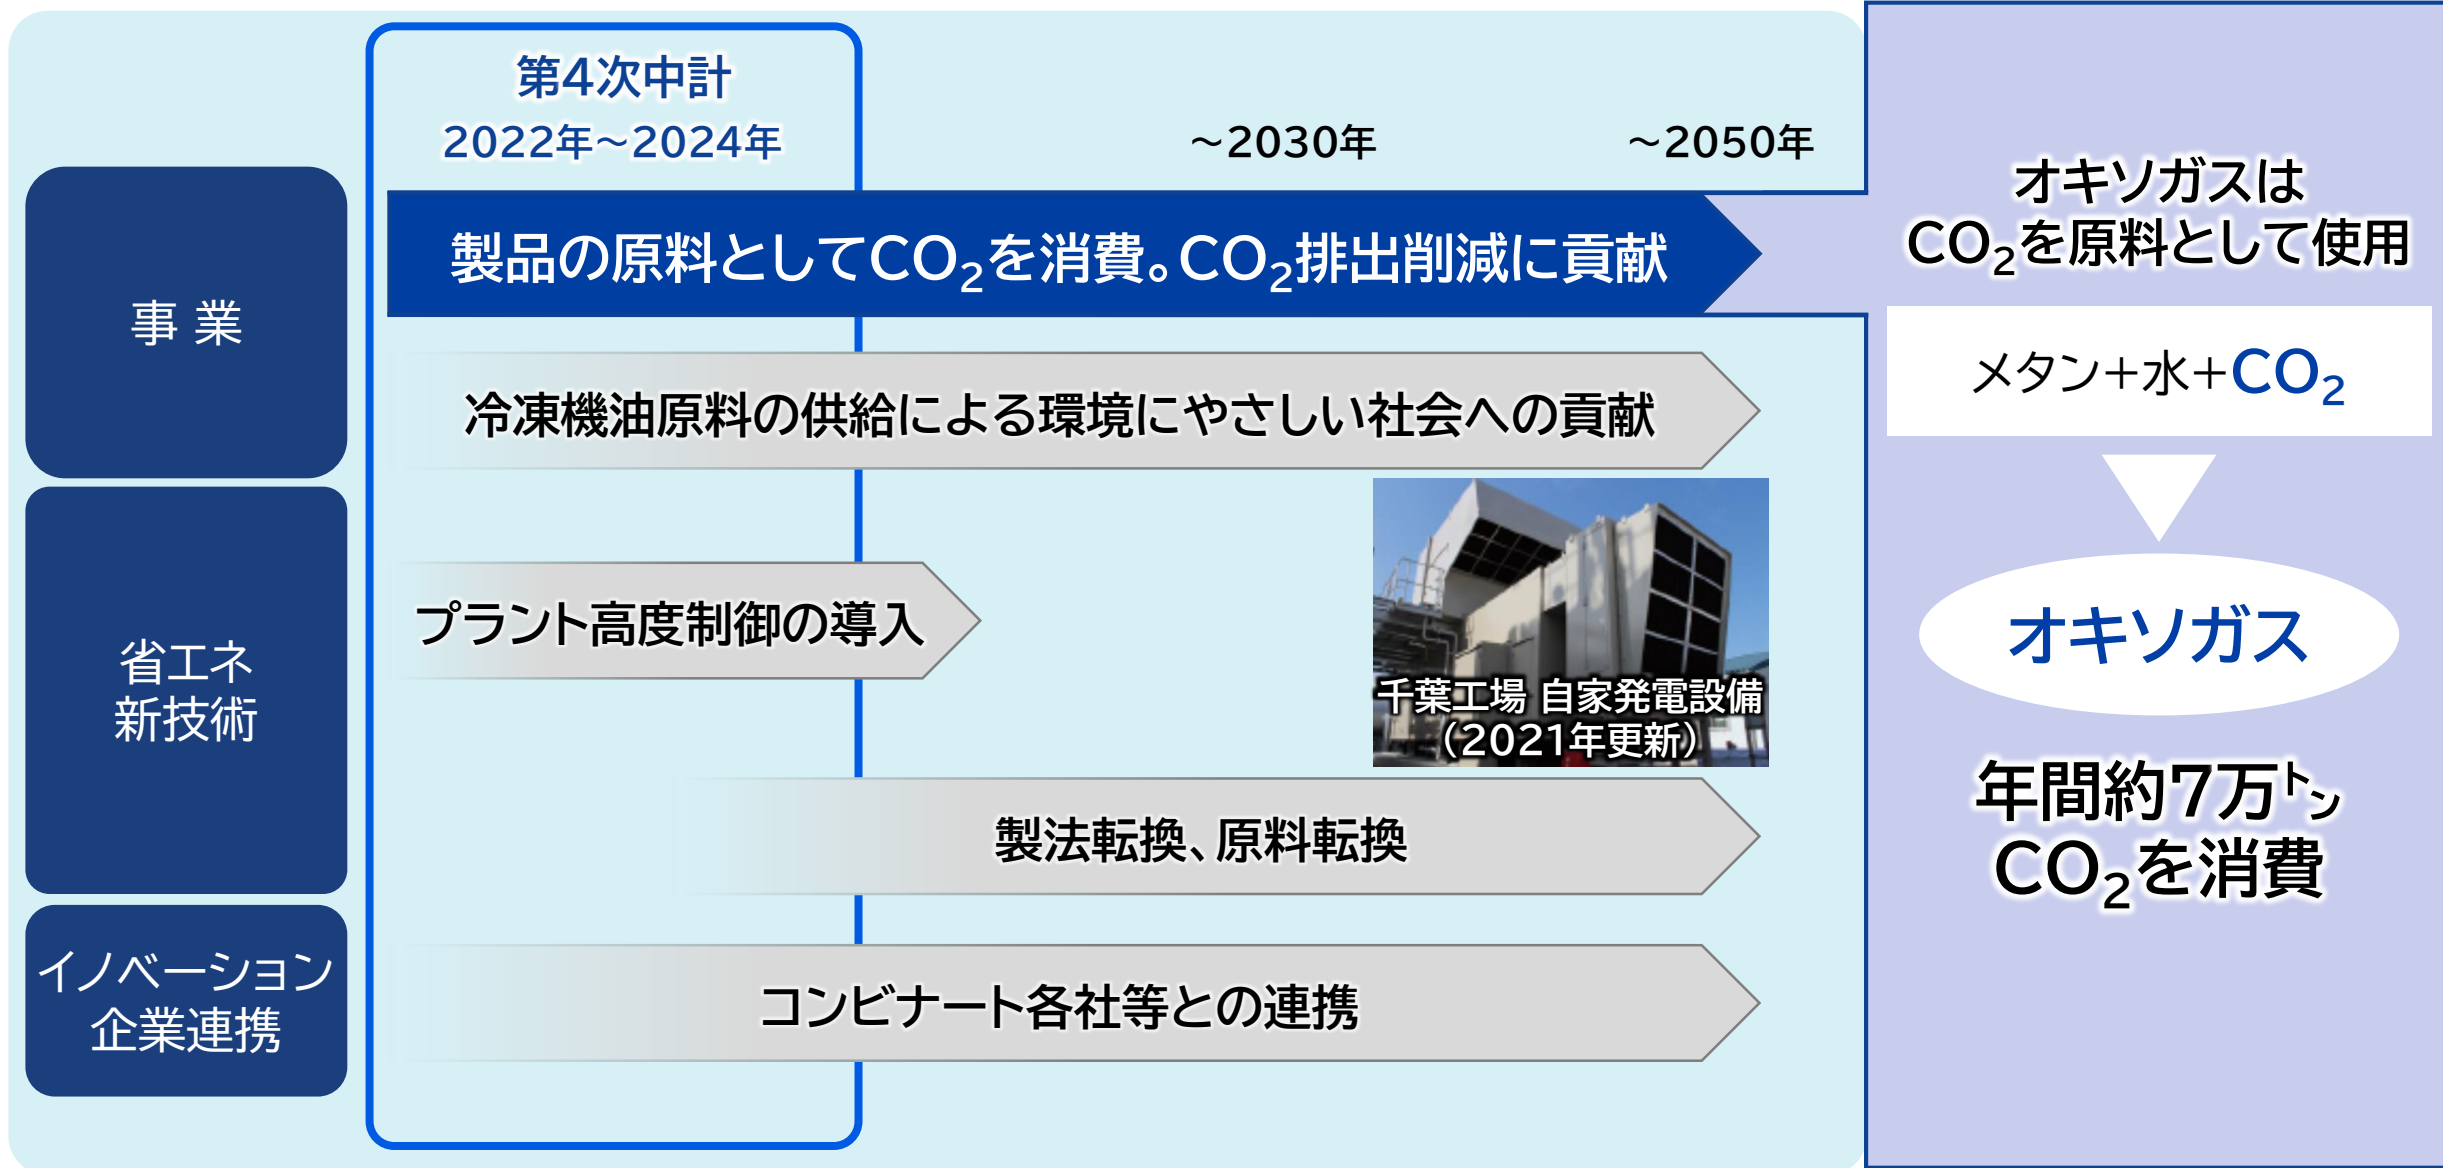 第4次中計
2022年～2024年
～2030年
～2050年
事 業
製品の原料としてCO₂を消費。CO₂排出削減に貢献
冷凍機油原料の供給による環境にやさしい社会への貢献
省エネ
新技術
プラント高度制御の導入
千葉工場 自家発電設備
（2021年更新）
製法転換、原料転換
イノベーション
企業連携
コンビナート各社等との連携
オキソガスは
CO₂を原料として使用
メタン＋水＋CO₂
オキソガス
年間約7万トン
CO₂を消費